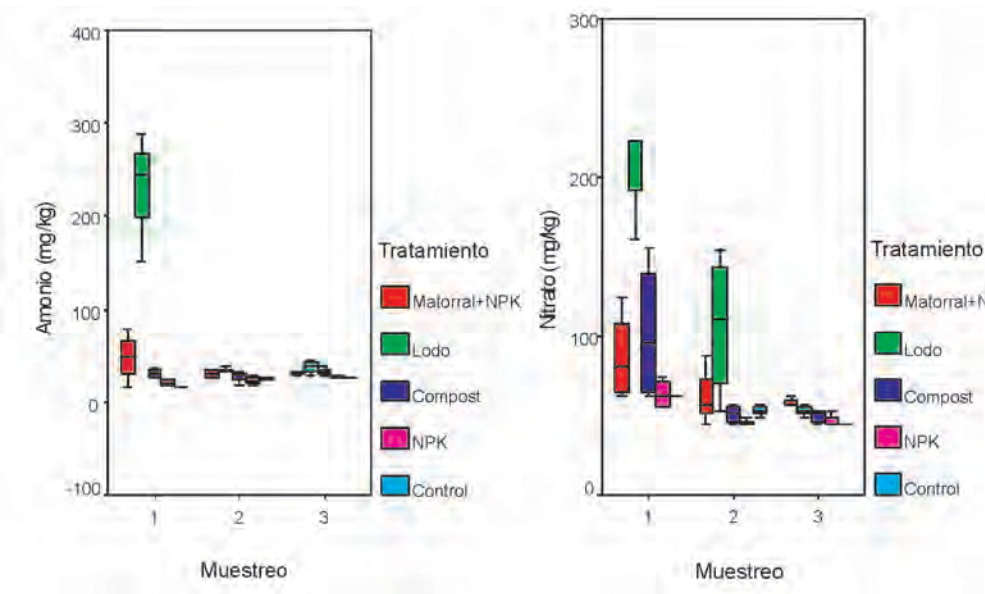 400
300
200
100
0
-100
Amonio (mg/kg)
1 2 3
Muestreo
Tratamiento
Matorral+NPK
Lodo
Compost
NPK
Control
300
200
100
0
Nitrato (mg/kg)
1 2 3
Muestreo
Tratamiento
Matorral+N
Lodo
Compost
NPK
Control